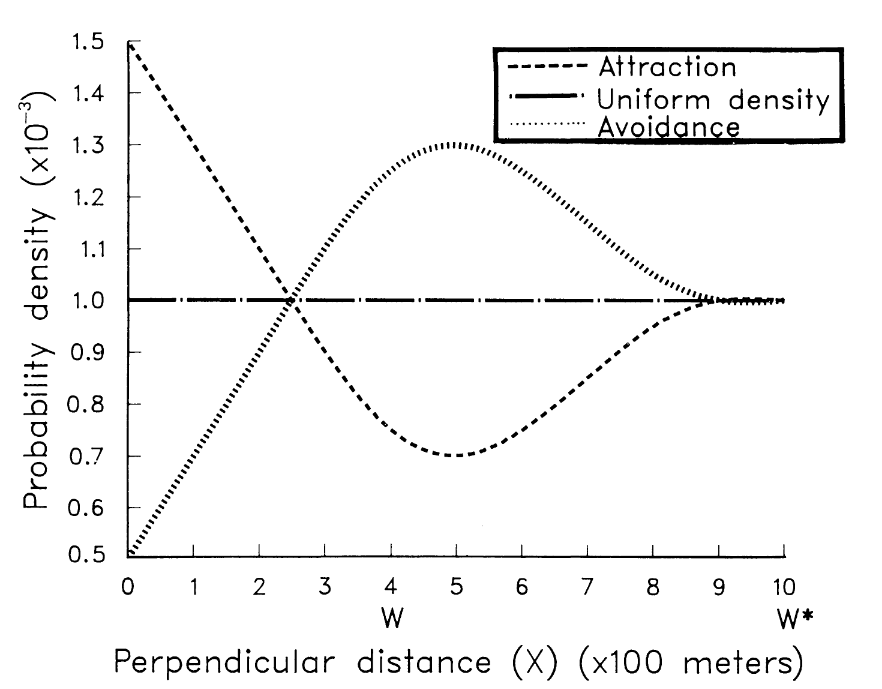 Attraction
Uniform density
Avoidance
Probability density (x10⁻³)
1.5
1.4
1.3
1.2
1.1
1.0
0.9
0.8
0.7
0.6
0.5
0 1 2 3 4 5 6 7 8 9 10
W W*
Perpendicular distance (X) (x100 meters)